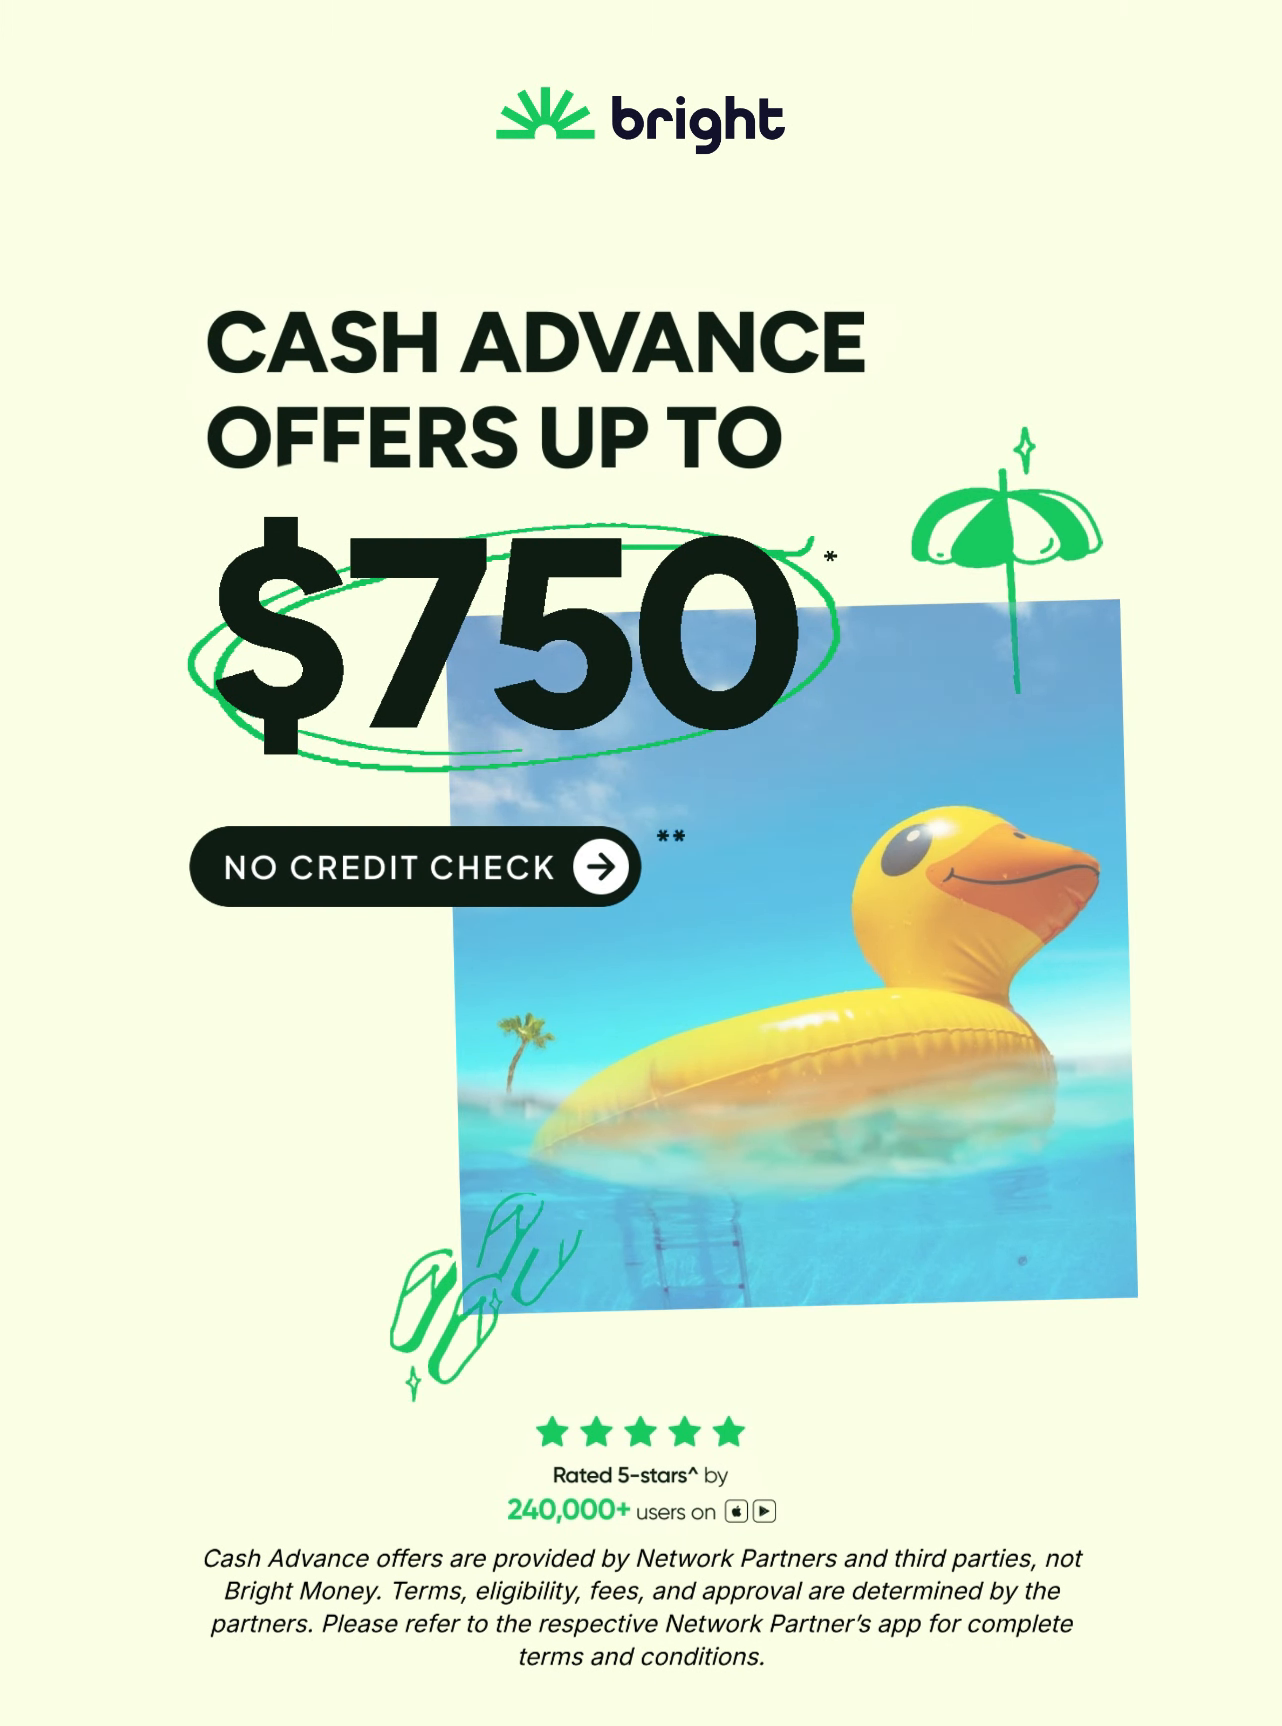 bright
CASH ADVANCE
OFFERS UP TO
$750*
NO CREDIT CHECK **
Rated 5-stars^ by
240,000+ users on
Cash Advance offers are provided by Network Partners and third parties, not
Bright Money. Terms, eligibility, fees, and approval are determined by the
partners. Please refer to the respective Network Partner’s app for complete
terms and conditions.